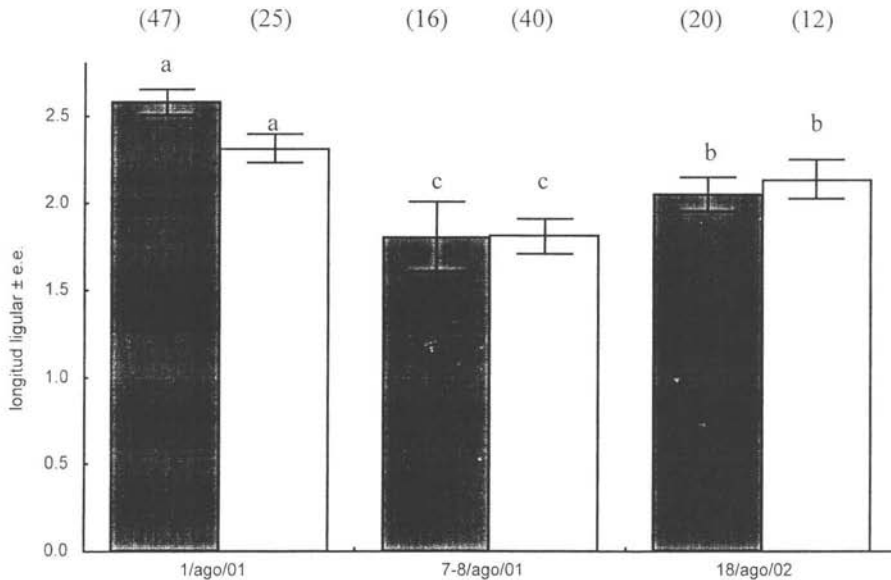 (47) (25) (16) (40) (20) (12)
a
a
c c
b b
2.5
2.0
1.5
1.0
0.5
0.0
longitud ligular ± e.e.
1/ago/01 7-8/ago/01 18/ago/02